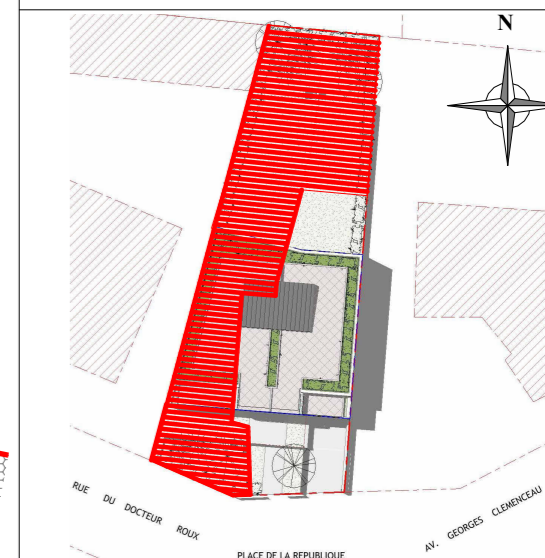 N
RUE DU DOCTEUR ROUX
AV. GEORGES CLEMENCEAU
PLACE DE LA REPUBLIQUE